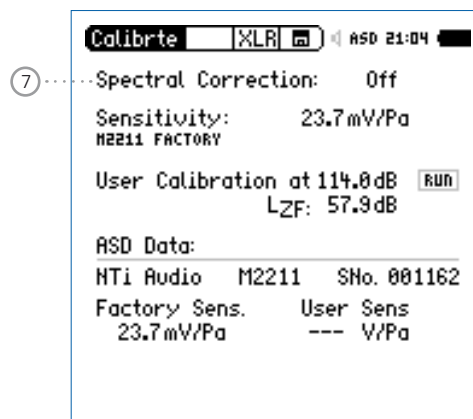 Calibrte XLR ASD 21:04
7 Spectral Correction: Off
Sensitivity: 23.7mV/Pa
M2211 FACTORY
User Calibration at 114.0dB RUN
LZF: 57.9dB
ASD Data:
NTi Audio M2211 SNo. 001162
Factory Sens. User Sens
23.7mV/Pa --- V/Pa